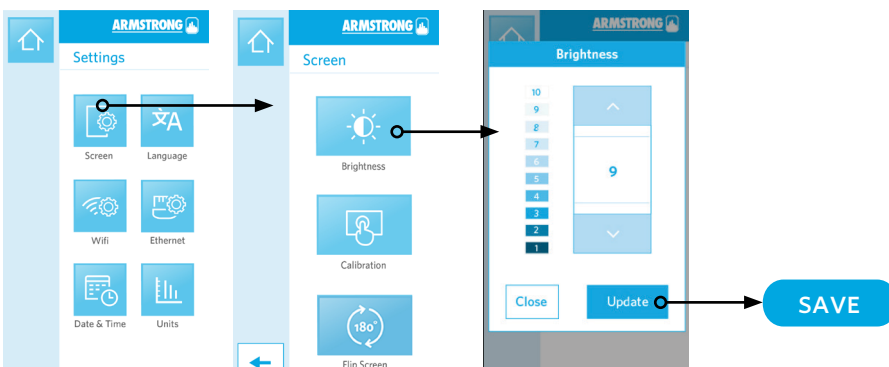 ARMSTRONG
Settings
Screen
Language
Wifi
Ethernet
Date & Time
Units
ARMSTRONG
Screen
Brightness
Calibration
180°
Flip Screen
ARMSTRONG
Brightness
10
9
8
7
6
5
4
3
2
1
9
Close
Update
SAVE